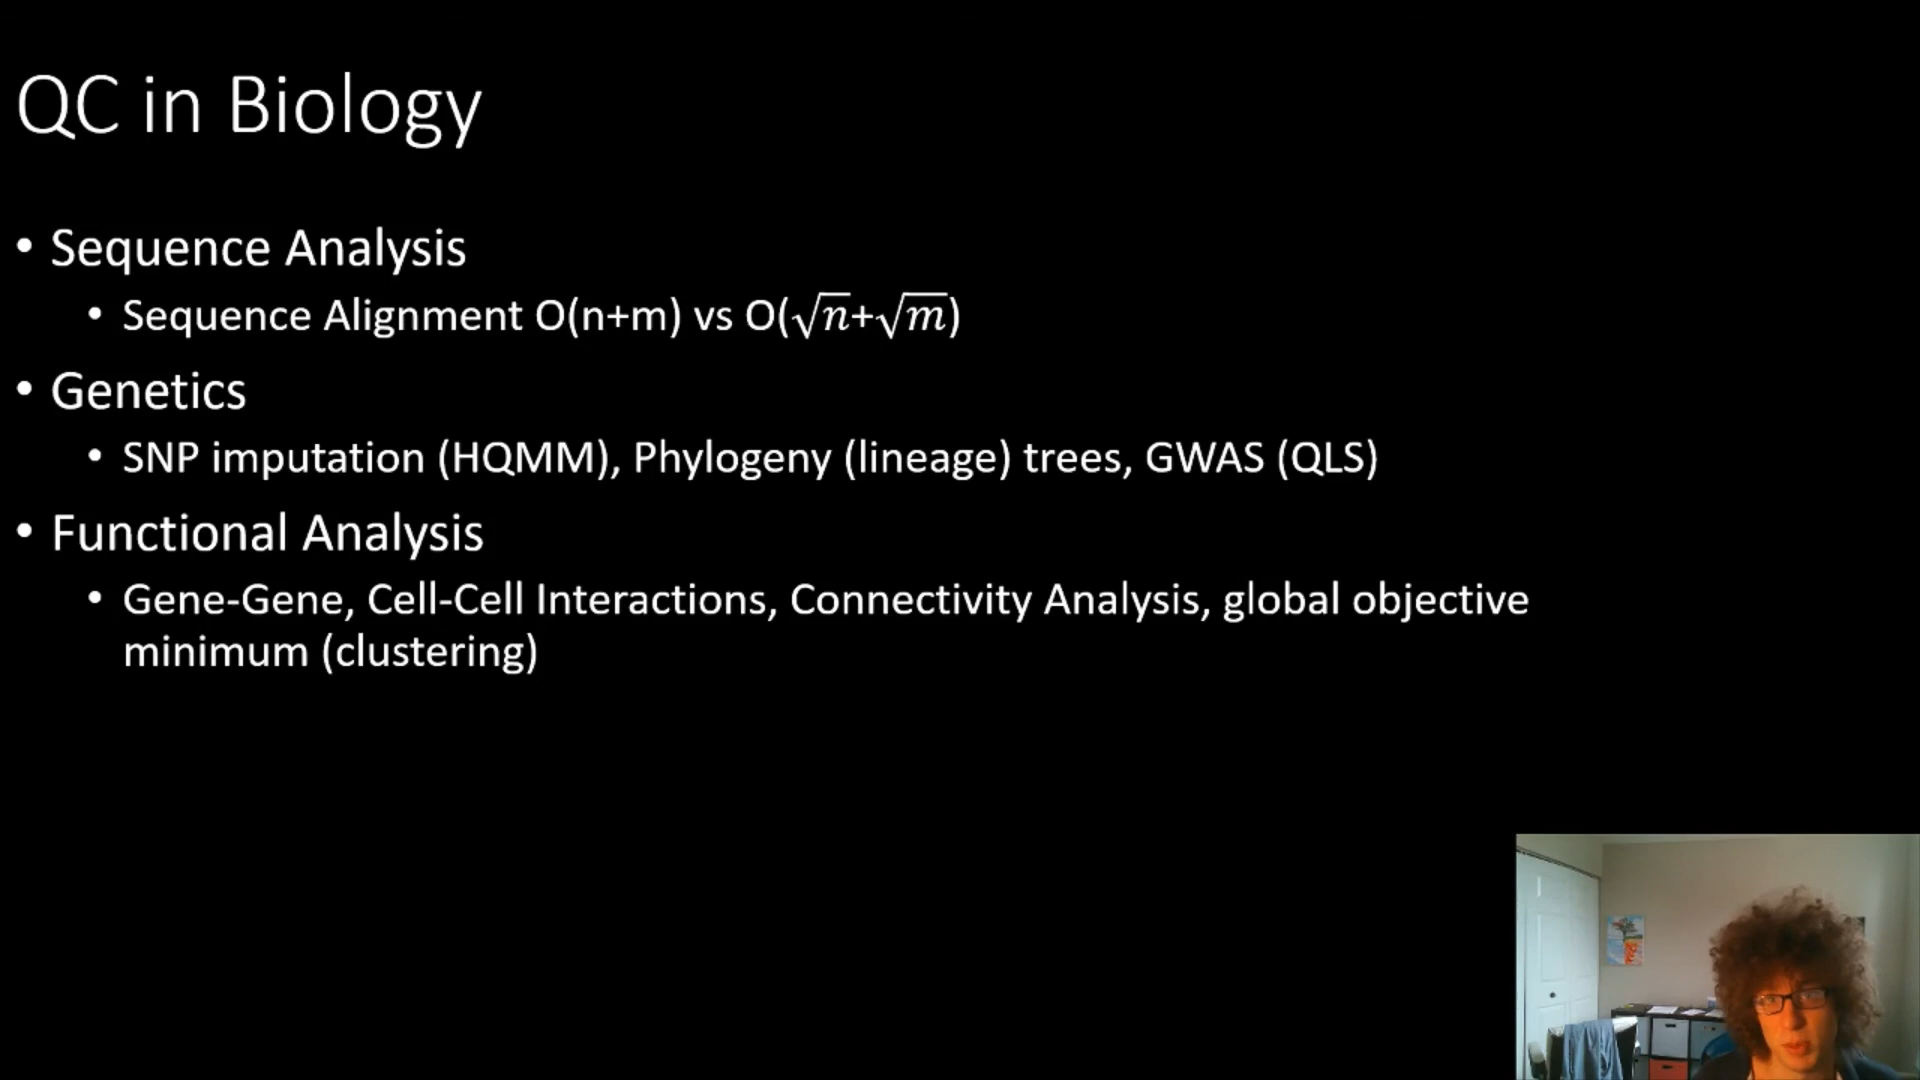 QC in Biology
• Sequence Analysis
• Sequence Alignment O(n+m) vs O(√n+√m)
• Genetics
• SNP imputation (HQMM), Phylogeny (lineage) trees, GWAS (QLS)
• Functional Analysis
• Gene-Gene, Cell-Cell Interactions, Connectivity Analysis, global objective
minimum (clustering)